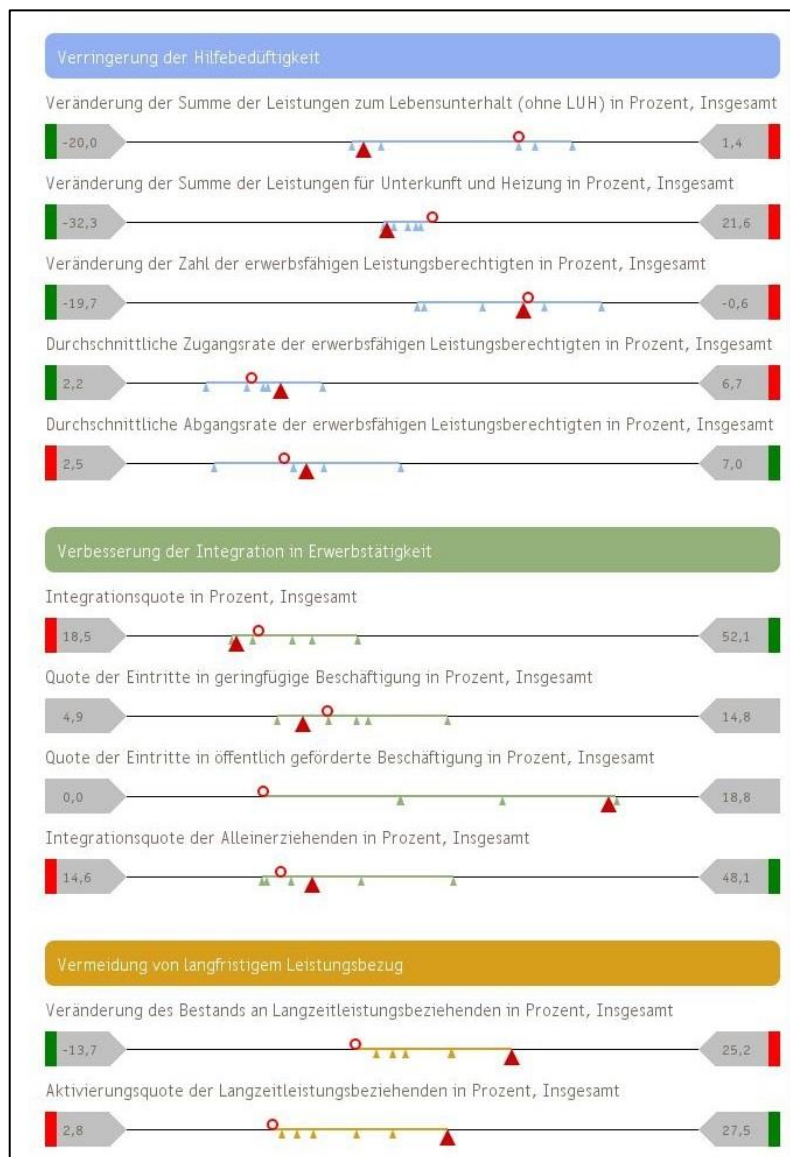 Verringerung der Hilfebedüftigkeit
Veränderung der Summe der Leistungen zum Lebensunterhalt (ohne LUH) in Prozent, Insgesamt
-20,0 1,4
Veränderung der Summe der Leistungen für Unterkunft und Heizung in Prozent, Insgesamt
-32,3 21,6
Veränderung der Zahl der erwerbsfähigen Leistungsberechtigten in Prozent, Insgesamt
-19,7 -0,6
Durchschnittliche Zugangsrate der erwerbsfähigen Leistungsberechtigten in Prozent, Insgesamt
2,2 6,7
Durchschnittliche Abgangsrate der erwerbsfähigen Leistungsberechtigten in Prozent, Insgesamt
2,5 7,0
Verbesserung der Integration in Erwerbstätigkeit
Integrationsquote in Prozent, Insgesamt
18,5 52,1
Quote der Eintritte in geringfügige Beschäftigung in Prozent, Insgesamt
4,9 14,8
Quote der Eintritte in öffentlich geförderte Beschäftigung in Prozent, Insgesamt
0,0 18,8
Integrationsquote der Alleinerziehenden in Prozent, Insgesamt
14,6 48,1
Vermeidung von langfristigem Leistungsbezug
Veränderung des Bestands an Langzeitleistungsbeziehenden in Prozent, Insgesamt
-13,7 25,2
Aktivierungsquote der Langzeitleistungsbeziehenden in Prozent, Insgesamt
2,8 27,5